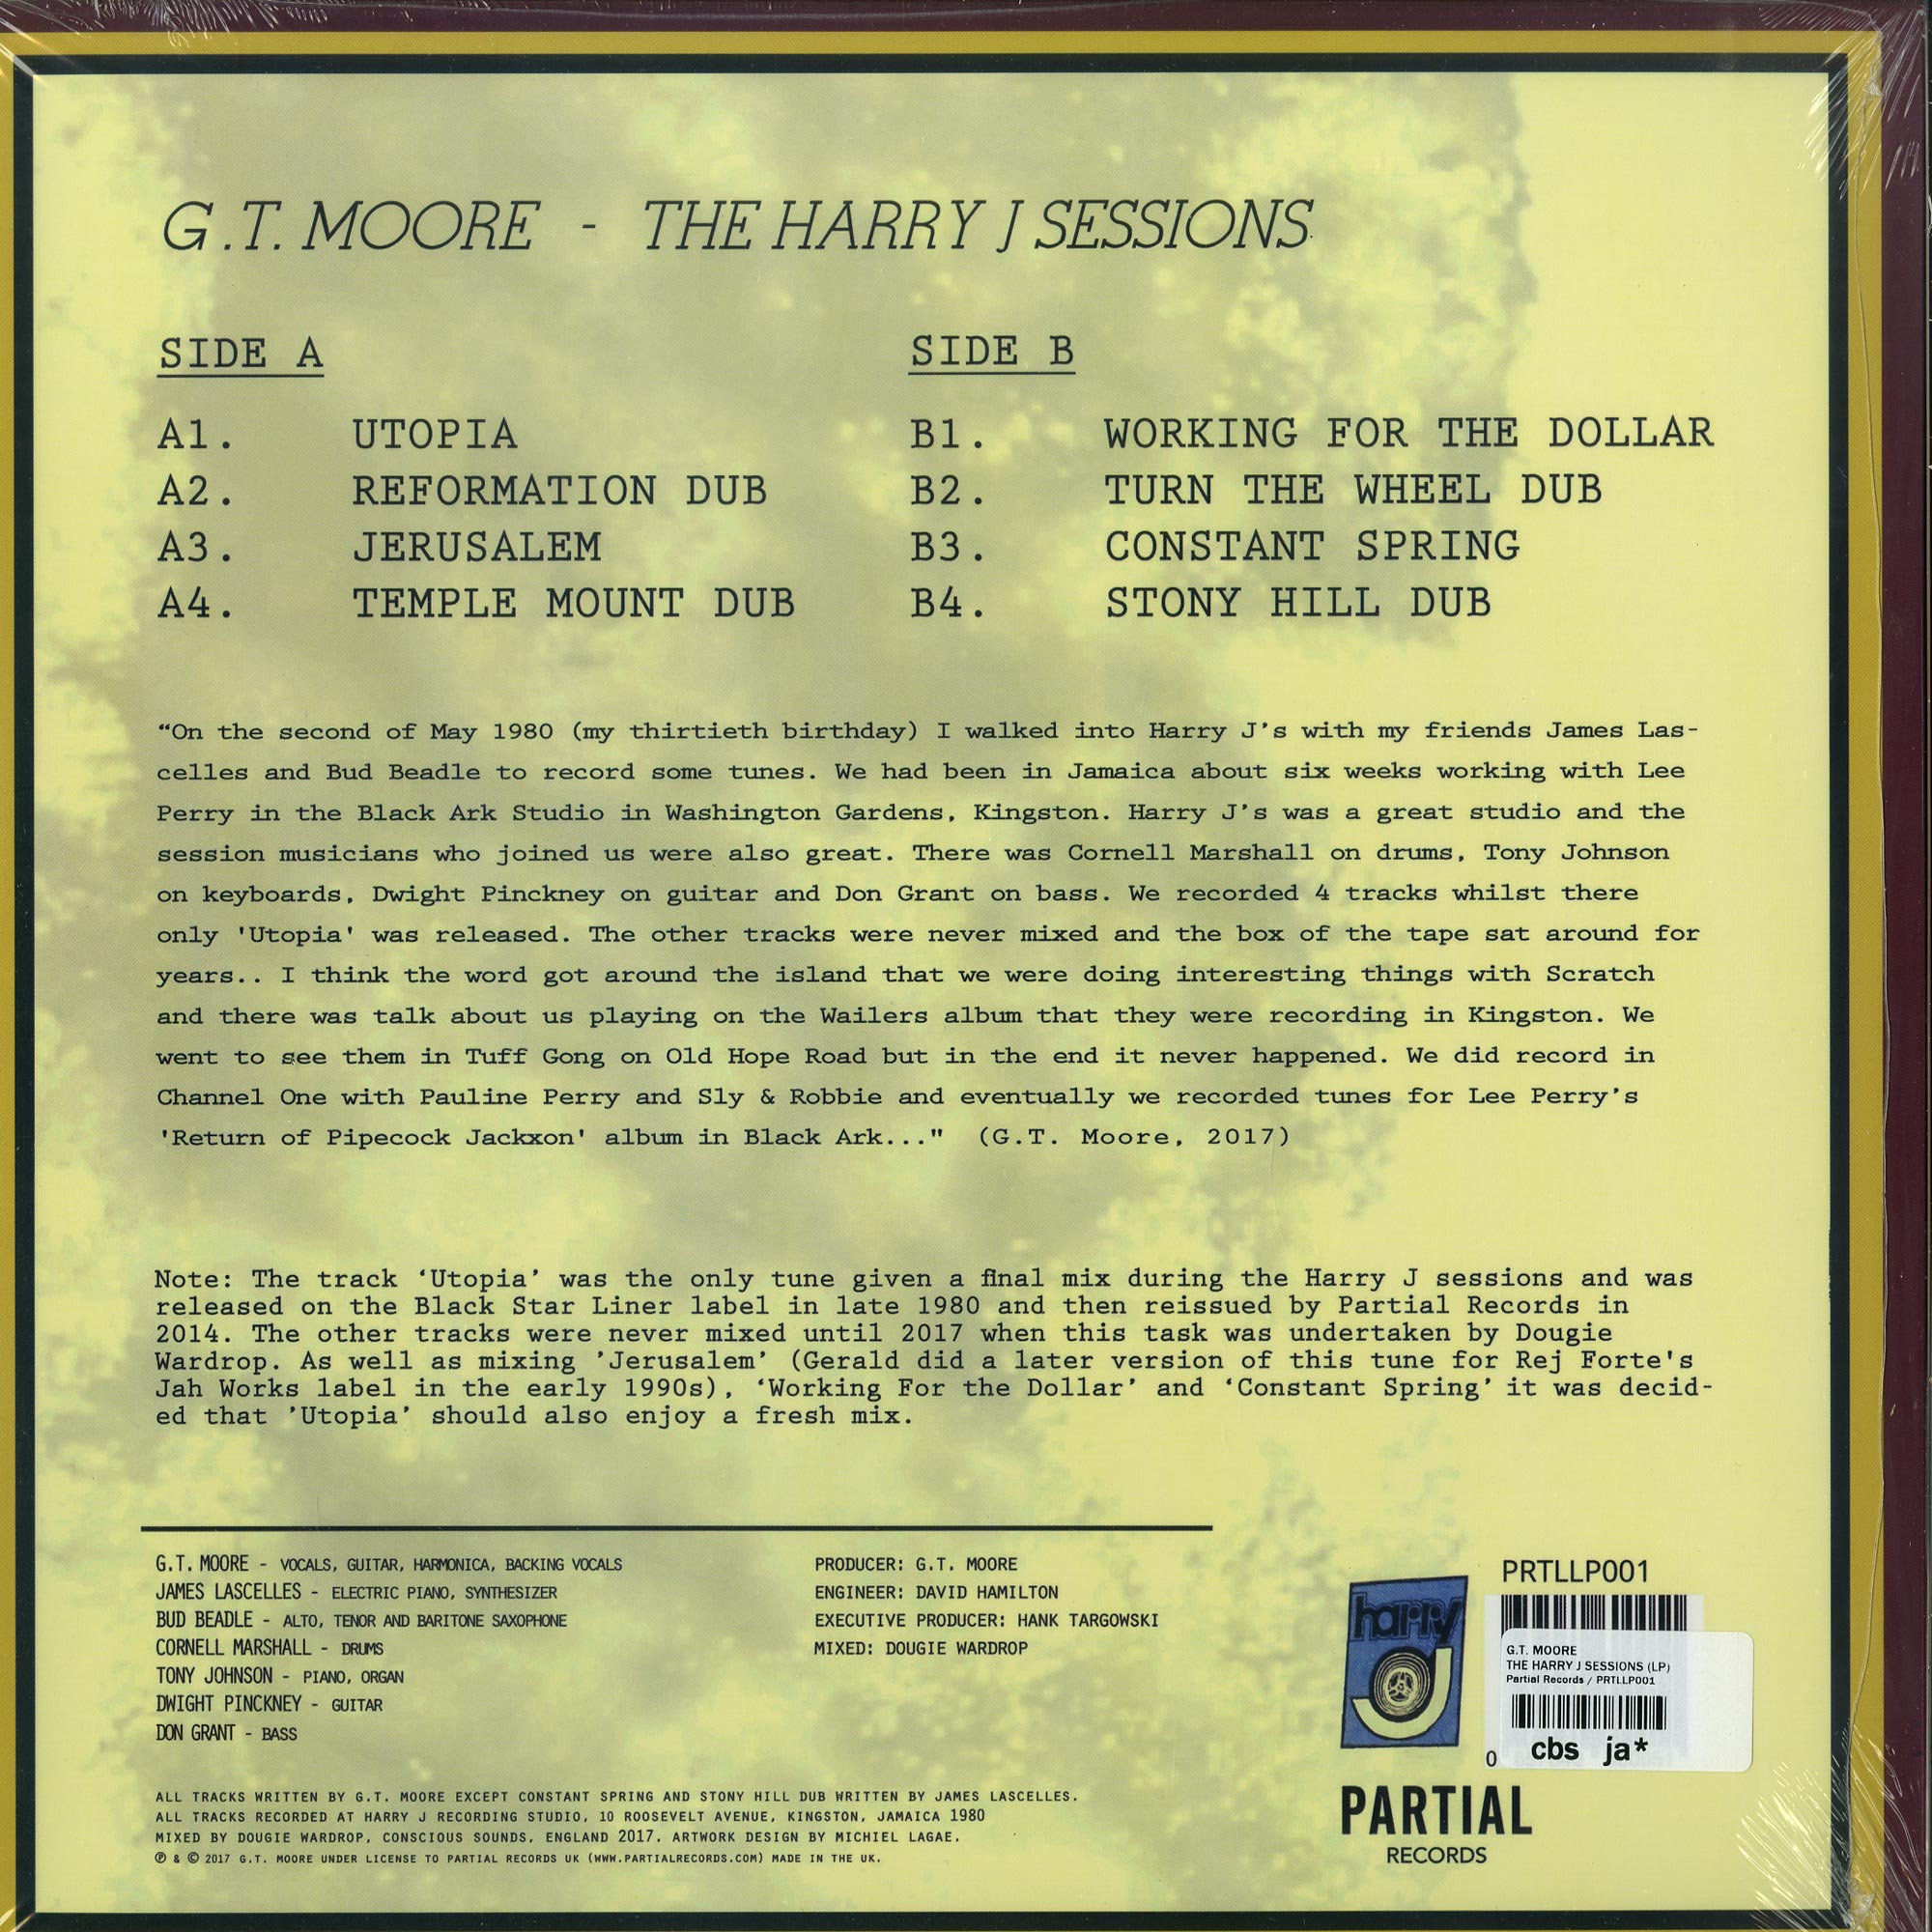 G.T. MOORE - THE HARRY J SESSIONS
SIDE A
A1. UTOPIA
A2. REFORMATION DUB
A3. JERUSALEM
A4. TEMPLE MOUNT DUB
SIDE B
B1. WORKING FOR THE DOLLAR
B2. TURN THE WHEEL DUB
B3. CONSTANT SPRING
B4. STONY HILL DUB
“On the second of May 1980 (my thirtieth birthday) I walked into Harry J’s with my friends James Las-
celles and Bud Beadle to record some tunes. We had been in Jamaica about six weeks working with Lee
Perry in the Black Ark Studio in Washington Gardens, Kingston. Harry J’s was a great studio and the
session musicians who joined us were also great. There was Cornell Marshall on drums, Tony Johnson
on keyboards, Dwight Pinckney on guitar and Don Grant on bass. We recorded 4 tracks whilst there
only 'Utopia' was released. The other tracks were never mixed and the box of the tape sat around for
years.. I think the word got around the island that we were doing interesting things with Scratch
and there was talk about us playing on the Wailers album that they were recording in Kingston. We
went to see them in Tuff Gong on Old Hope Road but in the end it never happened. We did record in
Channel One with Pauline Perry and Sly & Robbie and eventually we recorded tunes for Lee Perry’s
'Return of Pipecock Jackxon' album in Black Ark..." (G.T. Moore, 2017)
Note: The track ‘Utopia’ was the only tune given a final mix during the Harry J sessions and was
released on the Black Star Liner label in late 1980 and then reissued by Partial Records in
2014. The other tracks were never mixed until 2017 when this task was undertaken by Dougie
Wardrop. As well as mixing ’Jerusalem’ (Gerald did a later version of this tune for Rej Forte's
Jah Works label in the early 1990s), ‘Working For the Dollar’ and ‘Constant Spring’ it was decid-
ed that ’Utopia’ should also enjoy a fresh mix.
G.T. MOORE - VOCALS, GUITAR, HARMONICA, BACKING VOCALS
JAMES LASCELLES - ELECTRIC PIANO, SYNTHESIZER
BUD BEADLE - ALTO, TENOR AND BARITONE SAXOPHONE
CORNELL MARSHALL - DRUMS
TONY JOHNSON - PIANO, ORGAN
DWIGHT PINCKNEY - GUITAR
DON GRANT - BASS
PRODUCER: G.T. MOORE
ENGINEER: DAVID HAMILTON
EXECUTIVE PRODUCER: HANK TARGOWSKI
MIXED: DOUGIE WARDROP
ALL TRACKS WRITTEN BY G.T. MOORE EXCEPT CONSTANT SPRING AND STONY HILL DUB WRITTEN BY JAMES LASCELLES.
ALL TRACKS RECORDED AT HARRY J RECORDING STUDIO, 10 ROOSEVELT AVENUE, KINGSTON, JAMAICA 1980
MIXED BY DOUGIE WARDROP, CONSCIOUS SOUNDS, ENGLAND 2017. ARTWORK DESIGN BY MICHIEL LAGAE.
℗ & © 2017 G.T. MOORE UNDER LICENSE TO PARTIAL RECORDS UK (WWW.PARTIALRECORDS.COM) MADE IN THE UK.
harry J
PRTLLP001
G.T. MOORE
THE HARRY J SESSIONS (LP)
Partial Records / PRTLLP001
0
cbs ja*
PARTIAL
RECORDS